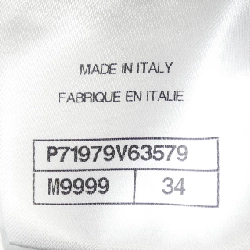 MADE IN ITALY
FABRIQUE EN ITALIE
P71979V63579
M9999 34